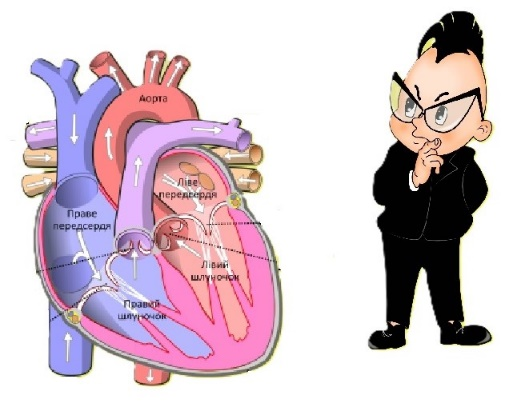 Аорта
Ліве
передсердя
Праве
передсердя
Лівий
шлуночок
Правий
шлуночок